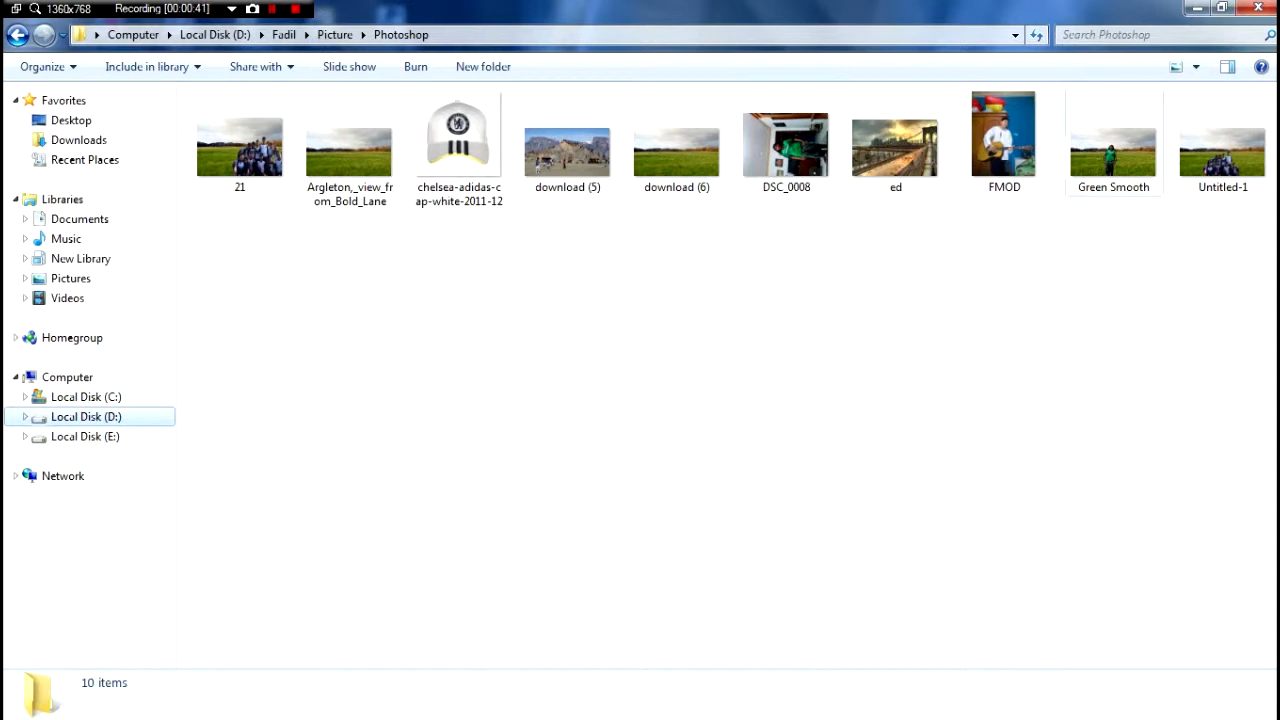 1360x768 Recording [00:00:41]
Computer Local Disk (D:) Fadil Picture Photoshop Search Photoshop
Organize Include in library Share with Slide show Burn New folder
Favorites
Desktop
Downloads
Recent Places
Libraries
Documents
Music
New Library
Pictures
Videos
Homegroup
Computer
Local Disk (C:)
Local Disk (D:)
Local Disk (E:)
Network
21
Argleton,_view_fr
om_Bold_Lane
chelsea-adidas-c
ap-white-2011-12
download (5)
download (6)
DSC_0008
ed
FMOD
Green Smooth
Untitled-1
10 items